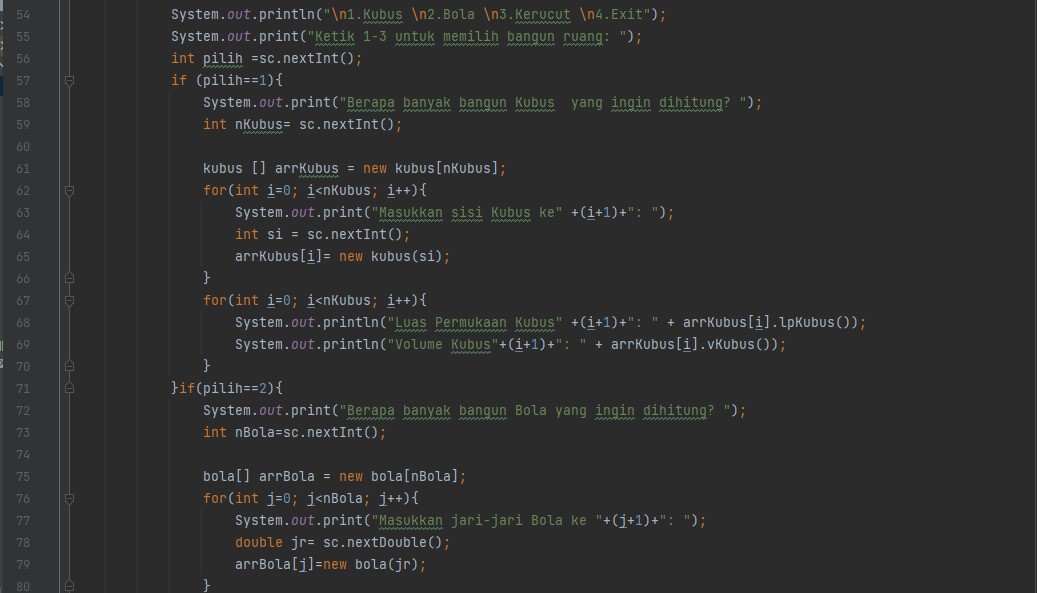 54 System.out.println("\n1.Kubus \n2.Bola \n3.Kerucut \n4.Exit");
55 System.out.print("Ketik 1-3 untuk memilih bangun ruang: ");
56 int pilih =sc.nextInt();
57 if (pilih==1){
58 System.out.print("Berapa banyak bangun Kubus  yang ingin dihitung? ");
59 int nKubus= sc.nextInt();
60
61 kubus [] arrKubus = new kubus[nKubus];
62 for(int i=0; i<nKubus; i++){
63 System.out.print("Masukkan sisi Kubus ke" +(i+1)+": ");
64 int si = sc.nextInt();
65 arrKubus[i]= new kubus(si);
66 }
67 for(int i=0; i<nKubus; i++){
68 System.out.println("Luas Permukaan Kubus" +(i+1)+": " + arrKubus[i].lpKubus());
69 System.out.println("Volume Kubus"+(i+1)+": " + arrKubus[i].vKubus());
70 }
71 }if(pilih==2){
72 System.out.print("Berapa banyak bangun Bola yang ingin dihitung? ");
73 int nBola=sc.nextInt();
74
75 bola[] arrBola = new bola[nBola];
76 for(int j=0; j<nBola; j++){
77 System.out.print("Masukkan jari-jari Bola ke "+(j+1)+": ");
78 double jr= sc.nextDouble();
79 arrBola[j]=new bola(jr);
80 }